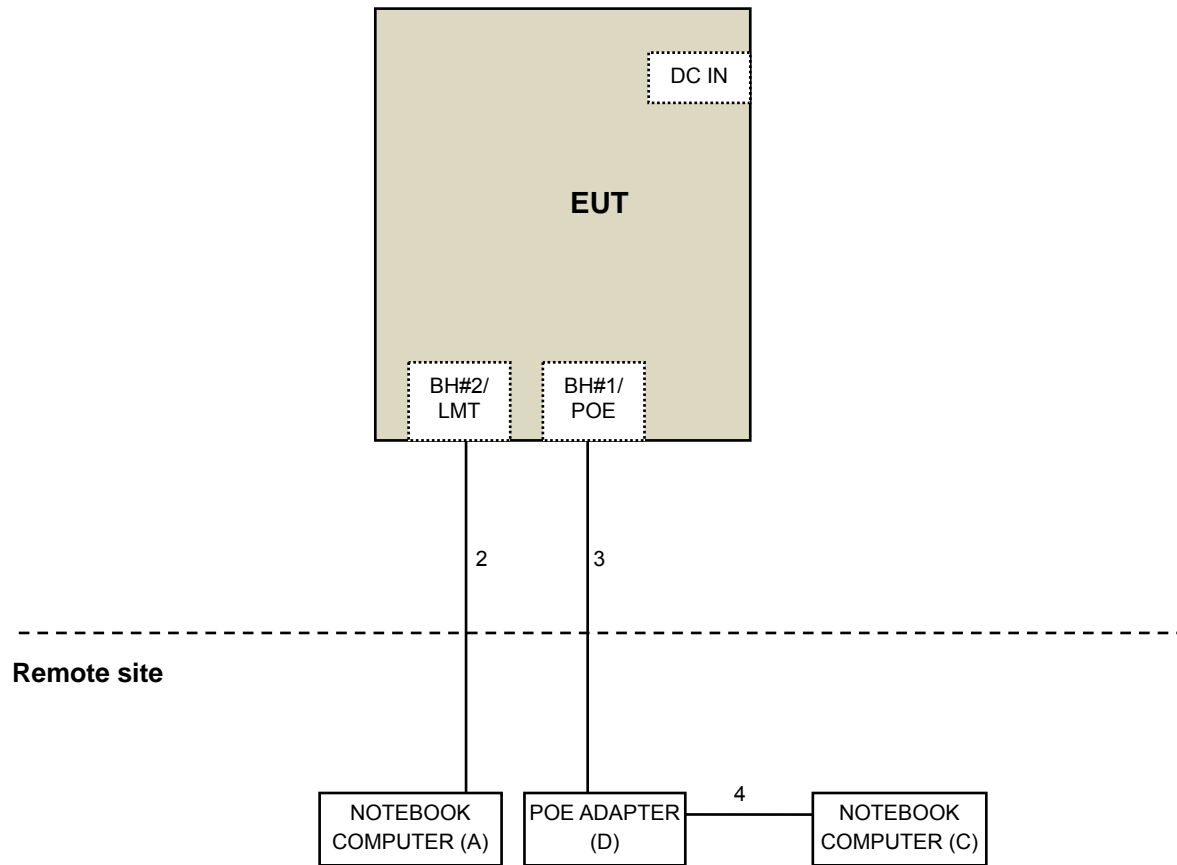 DC IN
EUT
BH#2/
LMT
BH#1/
POE
2
3
Remote site
NOTEBOOK
COMPUTER (A)
POE ADAPTER
(D)
4
NOTEBOOK
COMPUTER (C)